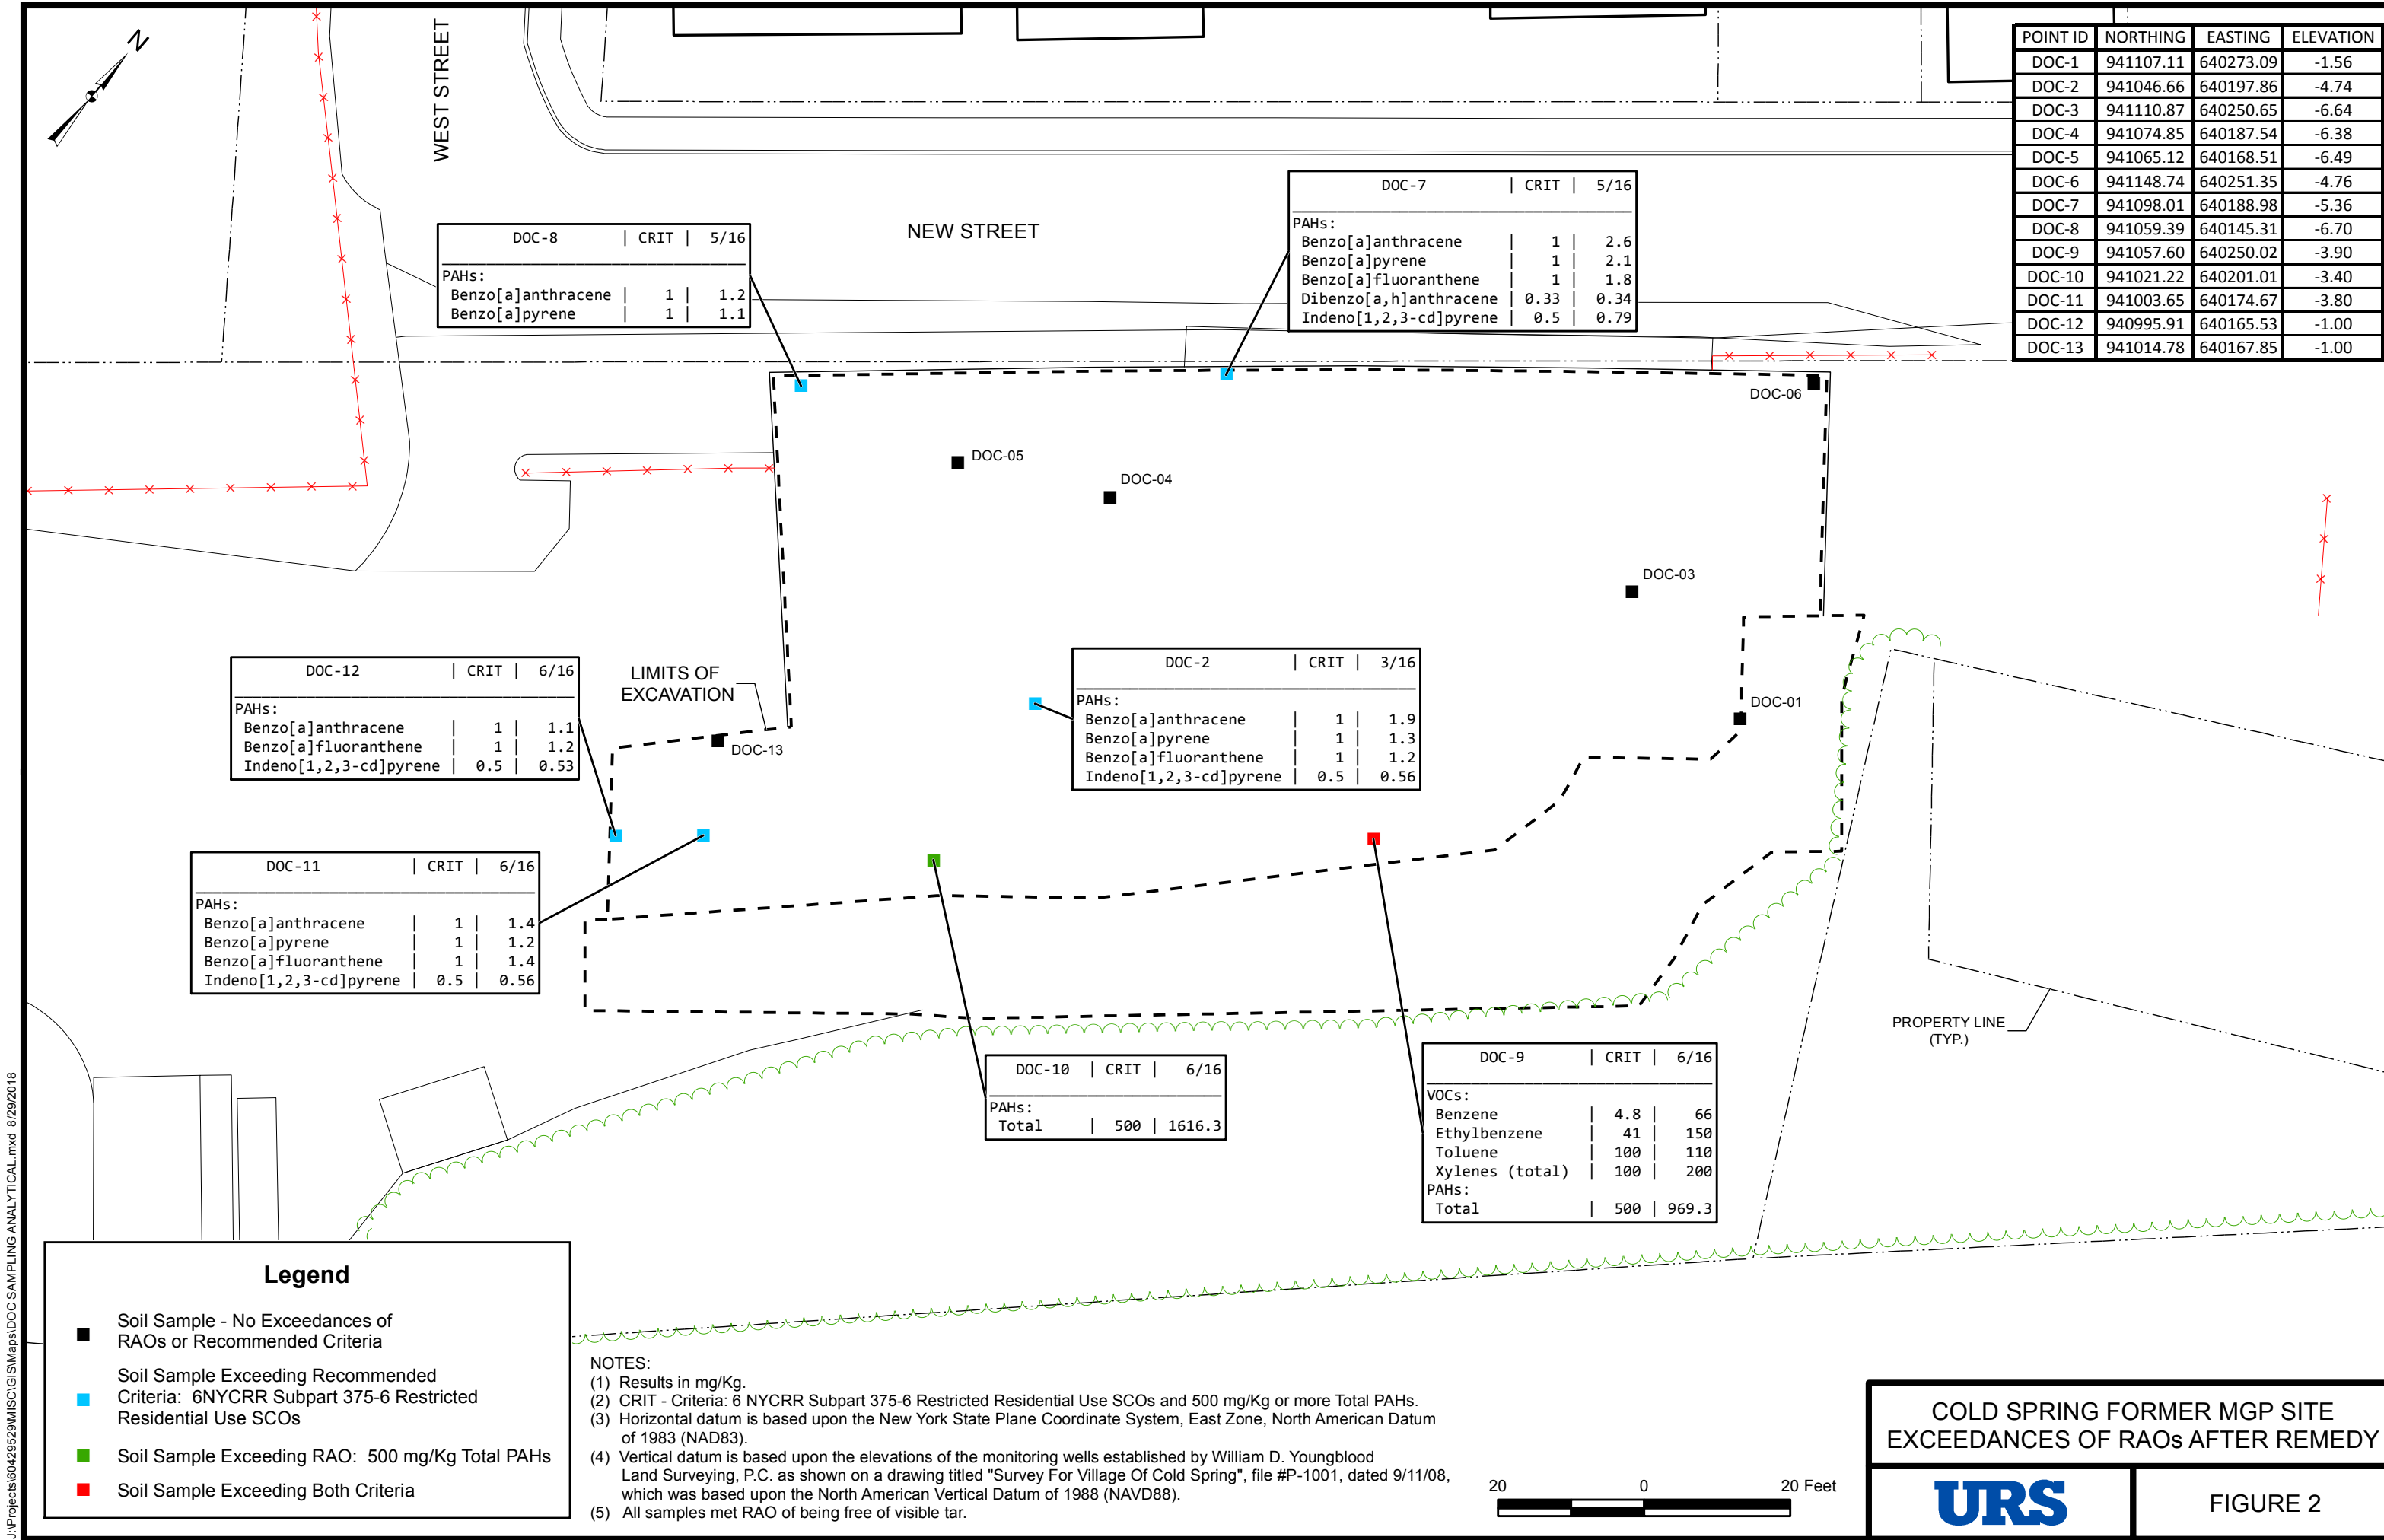 N
WEST STREET
NEW STREET
POINT ID NORTHING EASTING ELEVATION
DOC-1 941107.11 640273.09 -1.56
DOC-2 941046.66 640197.86 -4.74
DOC-3 941110.87 640250.65 -6.64
DOC-4 941074.85 640187.54 -6.38
DOC-5 941065.12 640168.51 -6.49
DOC-6 941148.74 640251.35 -4.76
DOC-7 941098.01 640188.98 -5.36
DOC-8 941059.39 640145.31 -6.70
DOC-9 941057.60 640250.02 -3.90
DOC-10 941021.22 640201.01 -3.40
DOC-11 941003.65 640174.67 -3.80
DOC-12 940995.91 640165.53 -1.00
DOC-13 941014.78 640167.85 -1.00
DOC-8 | CRIT | 5/16
PAHs:
Benzo[a]anthracene | 1 | 1.2
Benzo[a]pyrene | 1 | 1.1
DOC-7 | CRIT | 5/16
PAHs:
Benzo[a]anthracene | 1 | 2.6
Benzo[a]pyrene | 1 | 2.1
Benzo[a]fluoranthene | 1 | 1.8
Dibenzo[a,h]anthracene | 0.33 | 0.34
Indeno[1,2,3-cd]pyrene | 0.5 | 0.79
DOC-06
DOC-05
DOC-04
DOC-03
DOC-01
DOC-13
LIMITS OF
EXCAVATION
DOC-12 | CRIT | 6/16
PAHs:
Benzo[a]anthracene | 1 | 1.1
Benzo[a]fluoranthene | 1 | 1.2
Indeno[1,2,3-cd]pyrene | 0.5 | 0.53
DOC-2 | CRIT | 3/16
PAHs:
Benzo[a]anthracene | 1 | 1.9
Benzo[a]pyrene | 1 | 1.3
Benzo[a]fluoranthene | 1 | 1.2
Indeno[1,2,3-cd]pyrene | 0.5 | 0.56
DOC-11 | CRIT | 6/16
PAHs:
Benzo[a]anthracene | 1 | 1.4
Benzo[a]pyrene | 1 | 1.2
Benzo[a]fluoranthene | 1 | 1.4
Indeno[1,2,3-cd]pyrene | 0.5 | 0.56
DOC-10 | CRIT | 6/16
PAHs:
Total | 500 | 1616.3
DOC-9 | CRIT | 6/16
VOCs:
Benzene | 4.8 | 66
Ethylbenzene | 41 | 150
Toluene | 100 | 110
Xylenes (total) | 100 | 200
PAHs:
Total | 500 | 969.3
PROPERTY LINE
(TYP.)
J:\Projects\60429529\MISC\GIS\Maps\DOC SAMPLING ANALYTICAL.mxd 8/29/2018
Legend
Soil Sample - No Exceedances of
RAOs or Recommended Criteria
Soil Sample Exceeding Recommended
Criteria: 6NYCRR Subpart 375-6 Restricted
Residential Use SCOs
Soil Sample Exceeding RAO: 500 mg/Kg Total PAHs
Soil Sample Exceeding Both Criteria
NOTES:
(1) Results in mg/Kg.
(2) CRIT - Criteria: 6 NYCRR Subpart 375-6 Restricted Residential Use SCOs and 500 mg/Kg or more Total PAHs.
(3) Horizontal datum is based upon the New York State Plane Coordinate System, East Zone, North American Datum
of 1983 (NAD83).
(4) Vertical datum is based upon the elevations of the monitoring wells established by William D. Youngblood
Land Surveying, P.C. as shown on a drawing titled "Survey For Village Of Cold Spring", file #P-1001, dated 9/11/08,
which was based upon the North American Vertical Datum of 1988 (NAVD88).
(5) All samples met RAO of being free of visible tar.
20 0 20 Feet
COLD SPRING FORMER MGP SITE
EXCEEDANCES OF RAOs AFTER REMEDY
URS
FIGURE 2